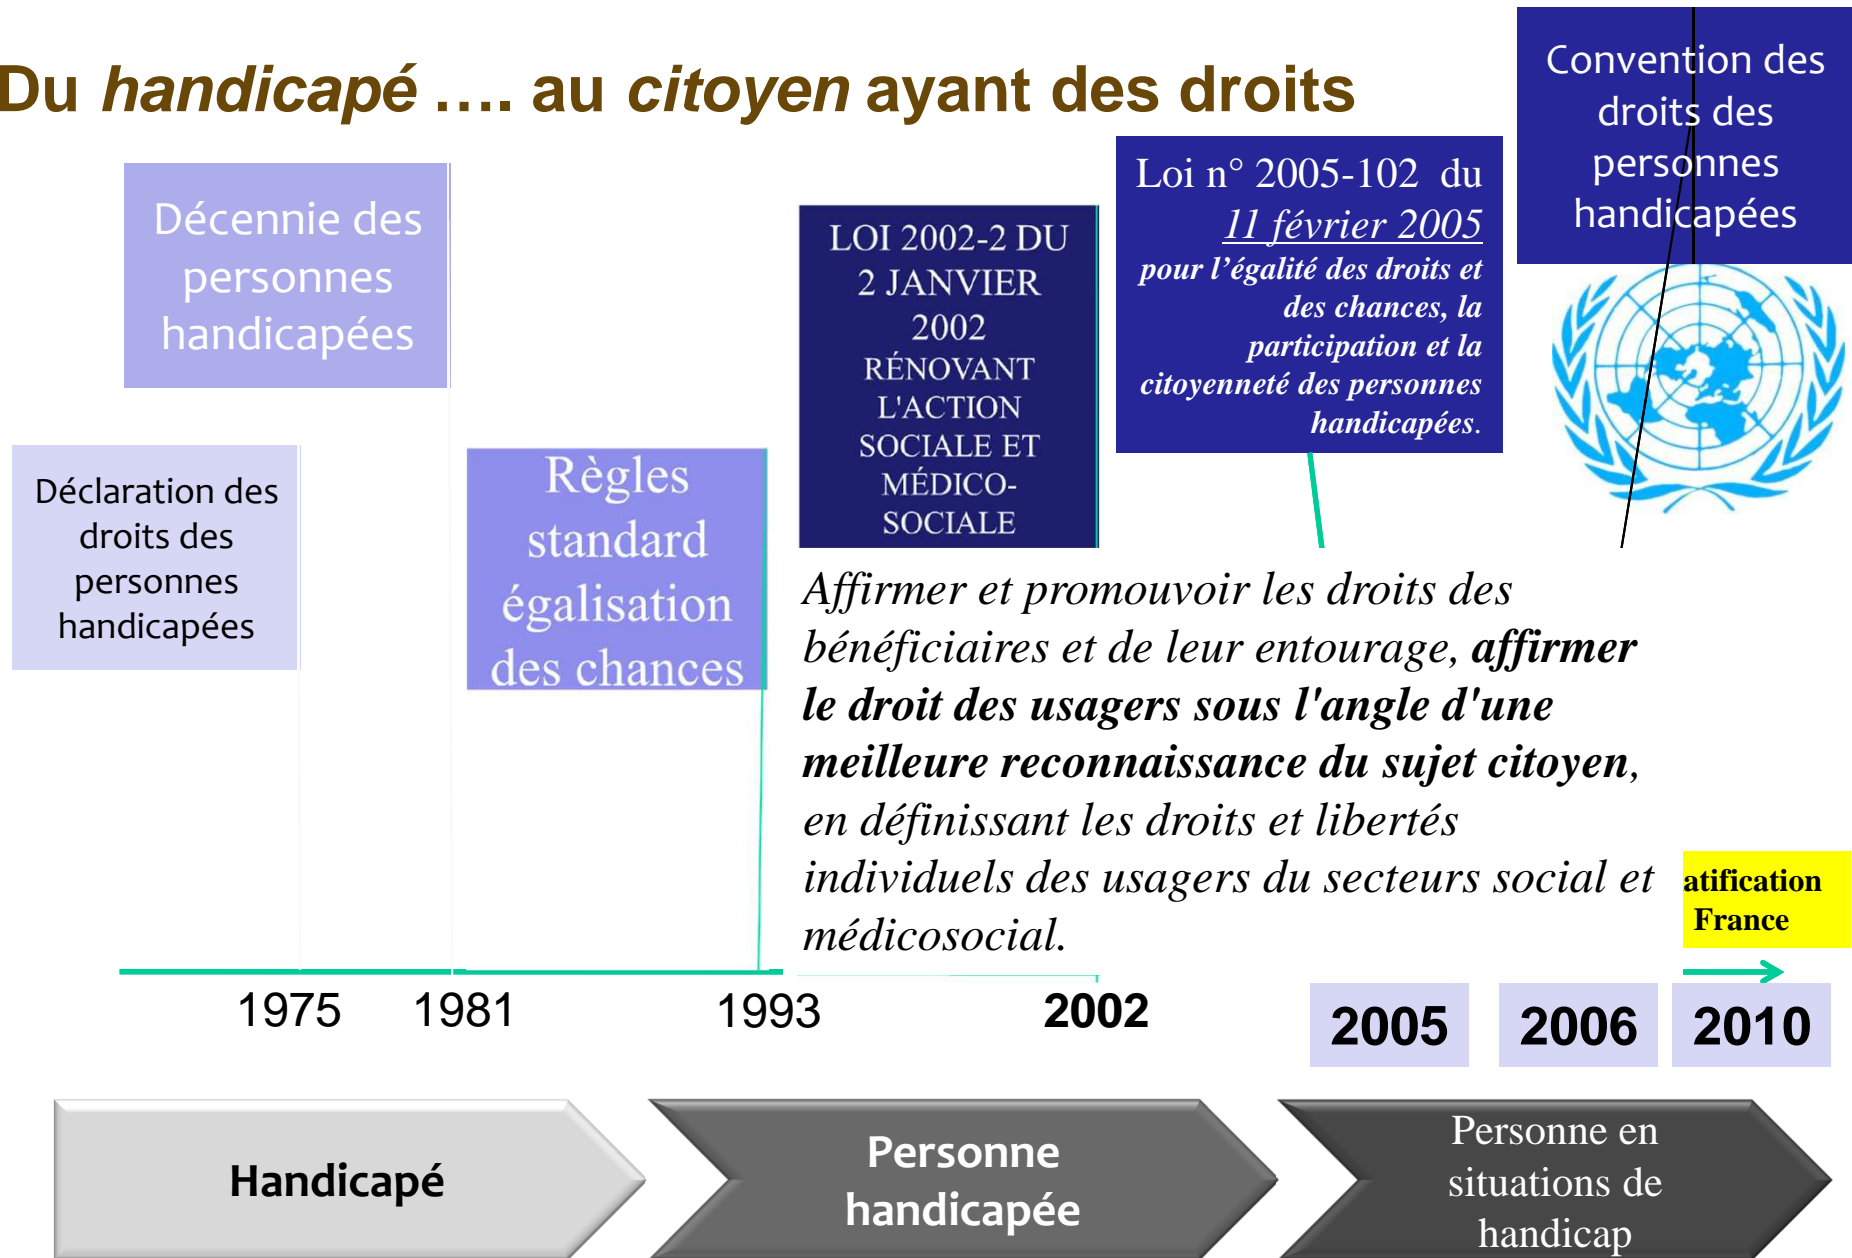 Du handicapé …. au citoyen ayant des droits
Convention des
droits des
personnes
handicapées
Loi n° 2005-102 du
11 février 2005
pour l’égalité des droits et
des chances, la
participation et la
citoyenneté des personnes
handicapées.
Décennie des
personnes
handicapées
LOI 2002-2 DU
2 JANVIER
2002
RÉNOVANT
L'ACTION
SOCIALE ET
MÉDICO-
SOCIALE
Déclaration des
droits des
personnes
handicapées
Règles
standard
égalisation
des chances
Affirmer et promouvoir les droits des
bénéficiaires et de leur entourage, affirmer
le droit des usagers sous l'angle d'une
meilleure reconnaissance du sujet citoyen,
en définissant les droits et libertés
individuels des usagers du secteurs social et
médicosocial.
atification
France
1975
1981
1993
2002
2005
2006
2010
Handicapé
Personne
handicapée
Personne en
situations de
handicap